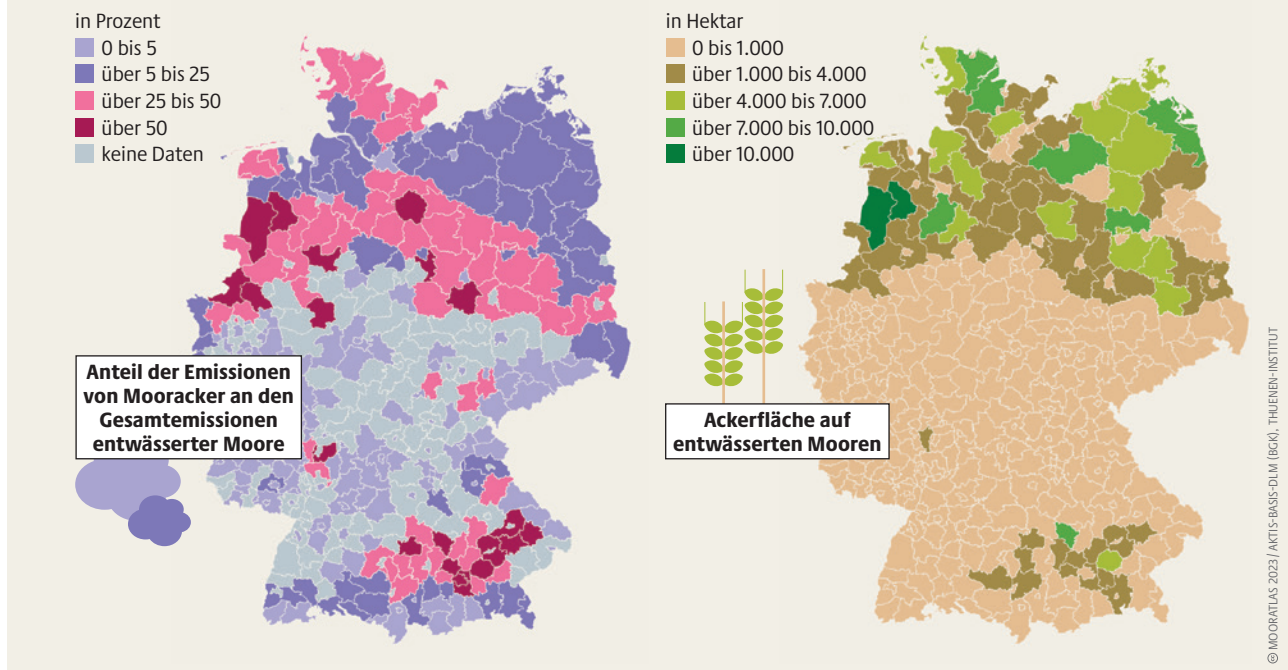 in Prozent
0 bis 5
über 5 bis 25
über 25 bis 50
über 50
keine Daten
Anteil der Emissionen
von Mooracker an den
Gesamtemissionen
entwässerter Moore
in Hektar
0 bis 1.000
über 1.000 bis 4.000
über 4.000 bis 7.000
über 7.000 bis 10.000
über 10.000
Ackerfläche auf
entwässerten Mooren
© MOORATLAS 2023 / AKTIS-BASIS-DLM (BGK), THUENEN-INSTITUT